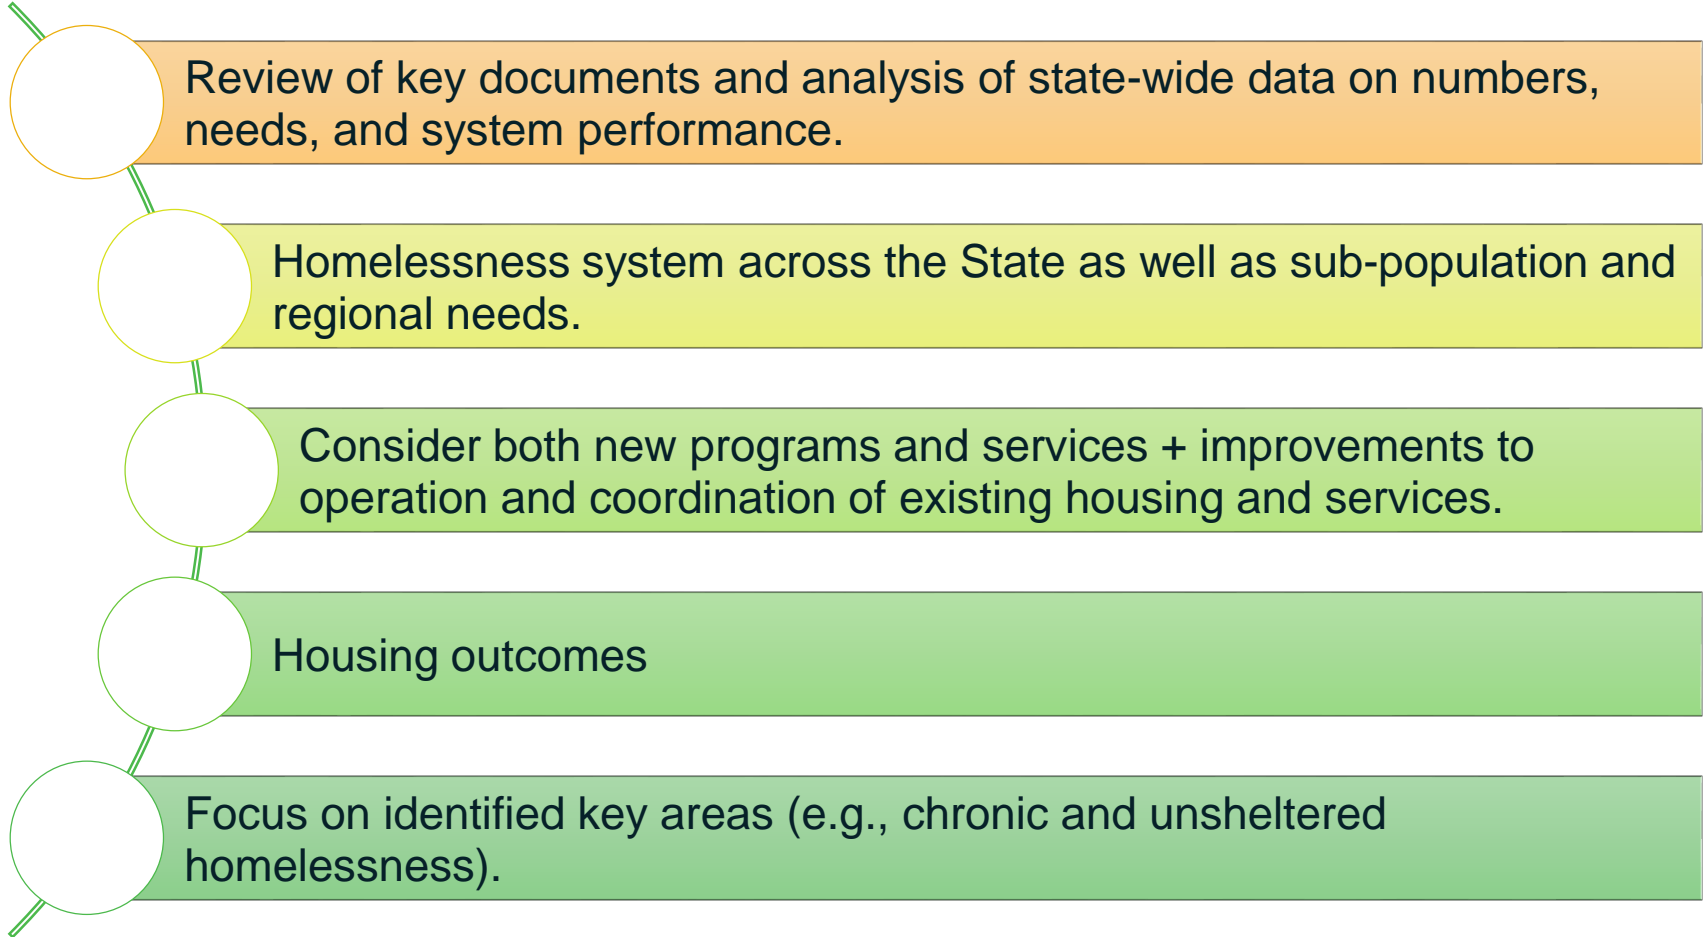 Review of key documents and analysis of state-wide data on numbers,
needs, and system performance.
Homelessness system across the State as well as sub-population and
regional needs.
Consider both new programs and services + improvements to
operation and coordination of existing housing and services.
Housing outcomes
Focus on identified key areas (e.g., chronic and unsheltered
homelessness).